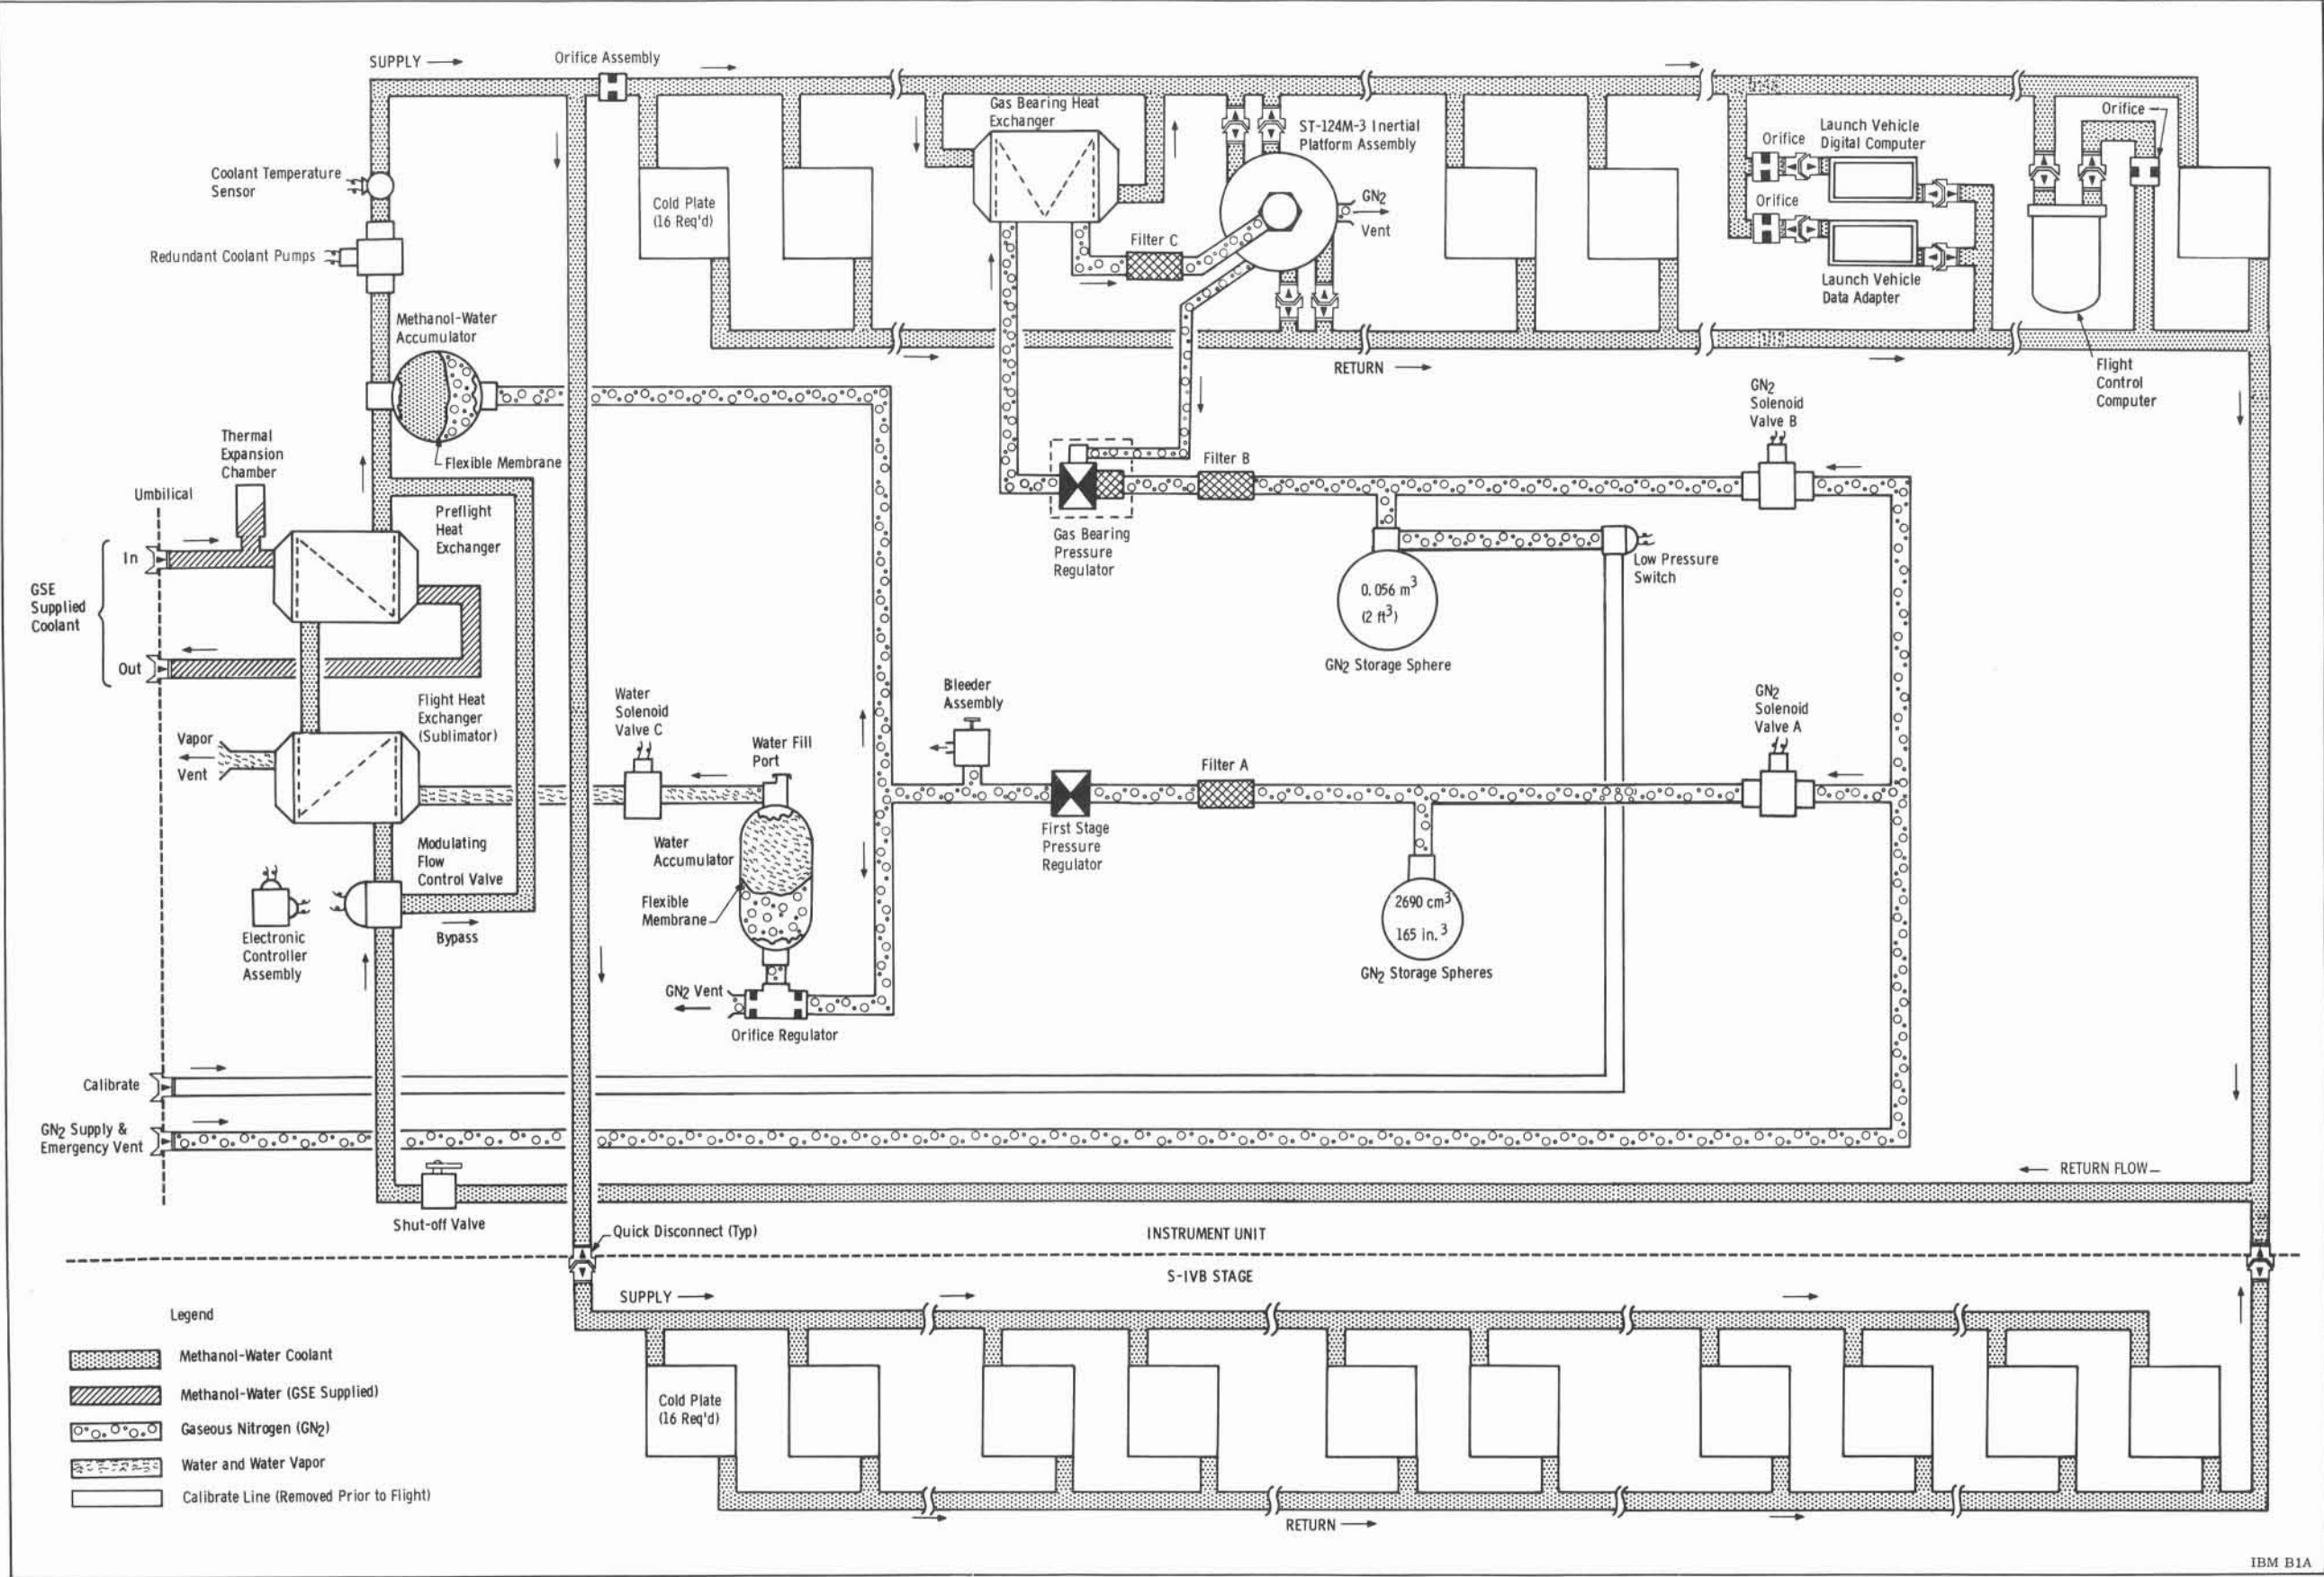 SUPPLY
Orifice Assembly
Coolant Temperature
Sensor
Redundant Coolant Pumps
Methanol-Water
Accumulator
Flexible Membrane
Thermal
Expansion
Chamber
Umbilical
In
GSE
Supplied
Coolant
Out
Preflight
Heat
Exchanger
Flight Heat
Exchanger
(Sublimator)
Vapor
Vent
Modulating
Flow
Control Valve
Electronic
Controller
Assembly
Bypass
Cold Plate
(16 Req'd)
Gas Bearing Heat
Exchanger
Filter C
ST-124M-3 Inertial
Platform Assembly
GN2
Vent
RETURN
Orifice
Launch Vehicle
Digital Computer
Orifice
Launch Vehicle
Data Adapter
Orifice
Flight
Control
Computer
GN2
Solenoid
Valve B
Filter B
Gas Bearing
Pressure
Regulator
Low Pressure
Switch
0.056 m3
(2 ft3)
GN2 Storage Sphere
Water
Solenoid
Valve C
Water Fill
Port
Bleeder
Assembly
Filter A
GN2
Solenoid
Valve A
First Stage
Pressure
Regulator
Water
Accumulator
Flexible
Membrane
2690 cm3
165 in.3
GN2 Storage Spheres
GN2 Vent
Orifice Regulator
Calibrate
GN2 Supply &
Emergency Vent
RETURN FLOW
Shut-off Valve
Quick Disconnect (Typ)
INSTRUMENT UNIT
S-IVB STAGE
SUPPLY
Cold Plate
(16 Req'd)
RETURN
Legend
Methanol-Water Coolant
Methanol-Water (GSE Supplied)
Gaseous Nitrogen (GN2)
Water and Water Vapor
Calibrate Line (Removed Prior to Flight)
IBM B1A